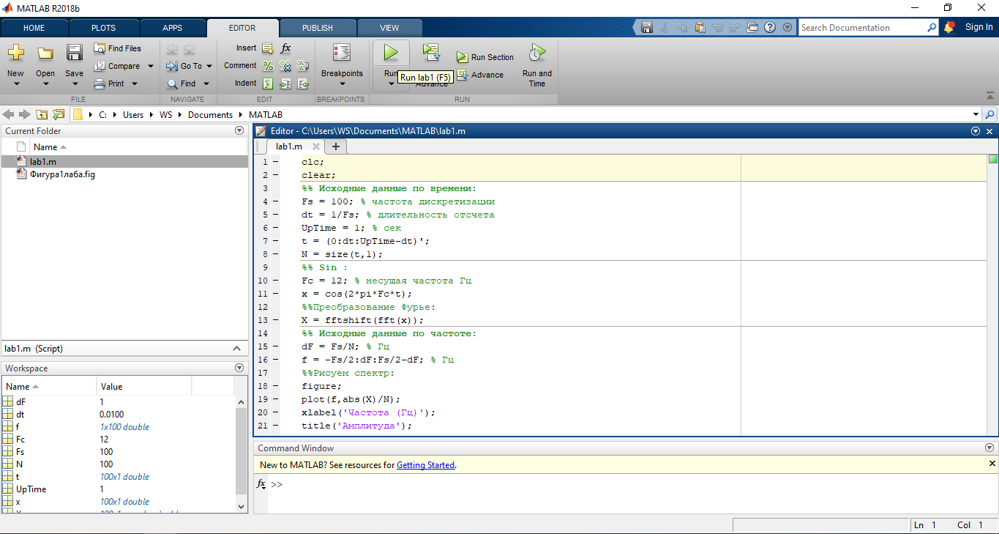 MATLAB R2018b
HOME PLOTS APPS EDITOR PUBLISH VIEW
Search Documentation
Sign In
New
Open
Save
Find Files
Compare
Print
FILE
Go To
Find
NAVIGATE
Insert
Comment
Indent
EDIT
Breakpoints
BREAKPOINTS
Run
Run lab1 (F5)
Advance
Run Section
Advance
Run and
Time
RUN
C: Users WS Documents MATLAB
Current Folder
Name
lab1.m
Фигура1лаба.fig
lab1.m (Script)
Workspace
Name Value
dF 1
dt 0.0100
f 1x100 double
Fc 12
Fs 100
N 100
t 100x1 double
UpTime 1
x 100x1 double
Editor - C:\Users\WS\Documents\MATLAB\lab1.m
lab1.m
1 clc;
2 clear;
3 %% Исходные данные по времени:
4 Fs = 100; % частота дискретизации
5 dt = 1/Fs; % длительность отсчета
6 UpTime = 1; % сек
7 t = (0:dt:UpTime-dt)';
8 N = size(t,1);
9 %% Sin :
10 Fc = 12; % несущая частота Гц
11 x = cos(2*pi*Fc*t);
12 %%Преобразование Фурье:
13 X = fftshift(fft(x));
14 %% Исходные данные по частоте:
15 dF = Fs/N; % Гц
16 f = -Fs/2:dF:Fs/2-dF; % Гц
17 %%Рисуем спектр:
18 figure;
19 plot(f,abs(X)/N);
20 xlabel('Частота (Гц)');
21 title('Амплитуда');
Command Window
New to MATLAB? See resources for Getting Started.
fx >>
Ln 1 Col 1